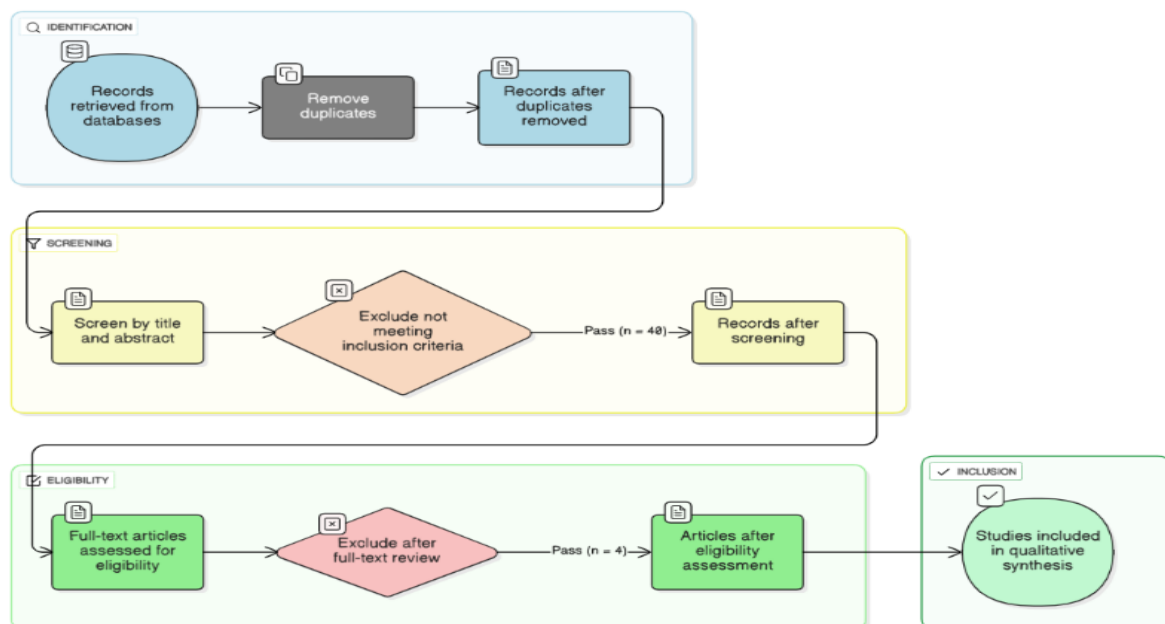 IDENTIFICATION
Records
retrieved from
databases
Remove
duplicates
Records after
duplicates
removed
SCREENING
Screen by title
and abstract
Exclude not
meeting
inclusion criteria
Pass (n = 40)
Records after
screening
ELIGIBILITY
Full-text articles
assessed for
eligibility
Exclude after
full-text review
Pass (n = 4)
Articles after
eligibility
assessment
INCLUSION
Studies included
in qualitative
synthesis